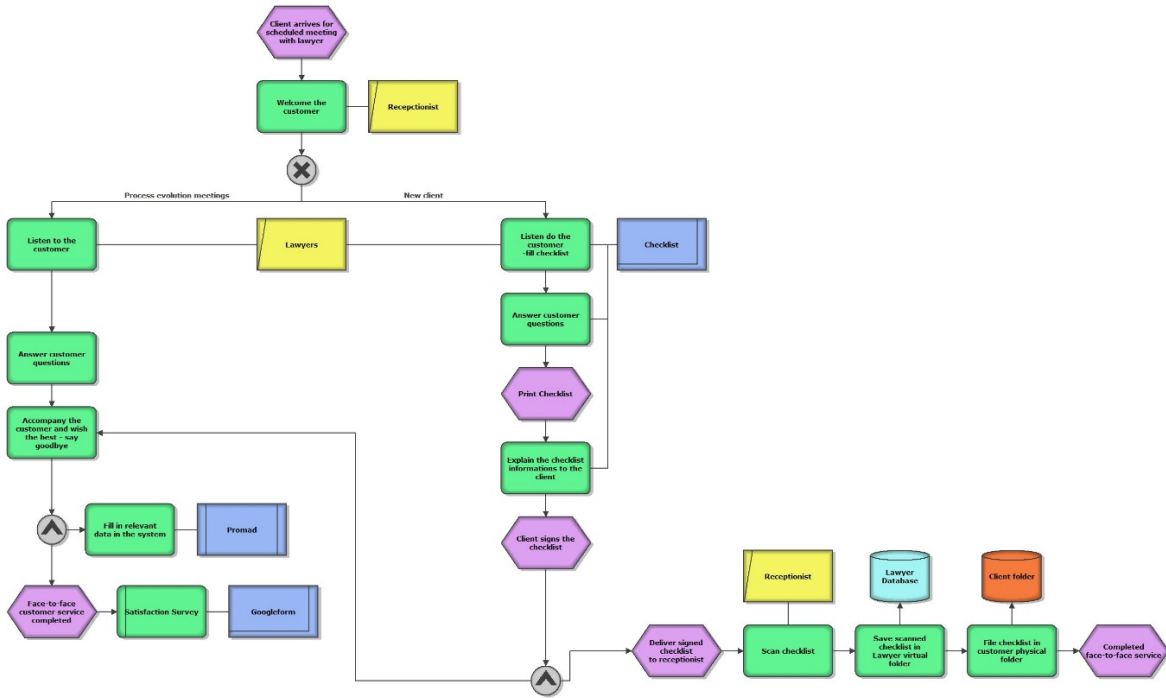 Client arrives for
scheduled meeting
with lawyer
Welcome the
customer
Recepctionist
Process evolution meetings
New client
Listen to the
customer
Lawyers
Listen do the
customer
-fill checklist
Checklist
Answer customer
questions
Answer customer
questions
Print Checklist
Accompany the
customer and wish
the best - say
goodbye
Explain the checklist
informations to the
client
Fill in relevant
data in the system
Promad
Client signs the
checklist
Face-to-face
customer service
completed
Satisfaction Survey
Googleform
Receptionist
Lawyer
Database
Client folder
Deliver signed
checklist
to receptionist
Scan checklist
Save scanned
checklist in
Lawyer virtual
folder
File checklist in
customer physical
folder
Completed
face-to-face service